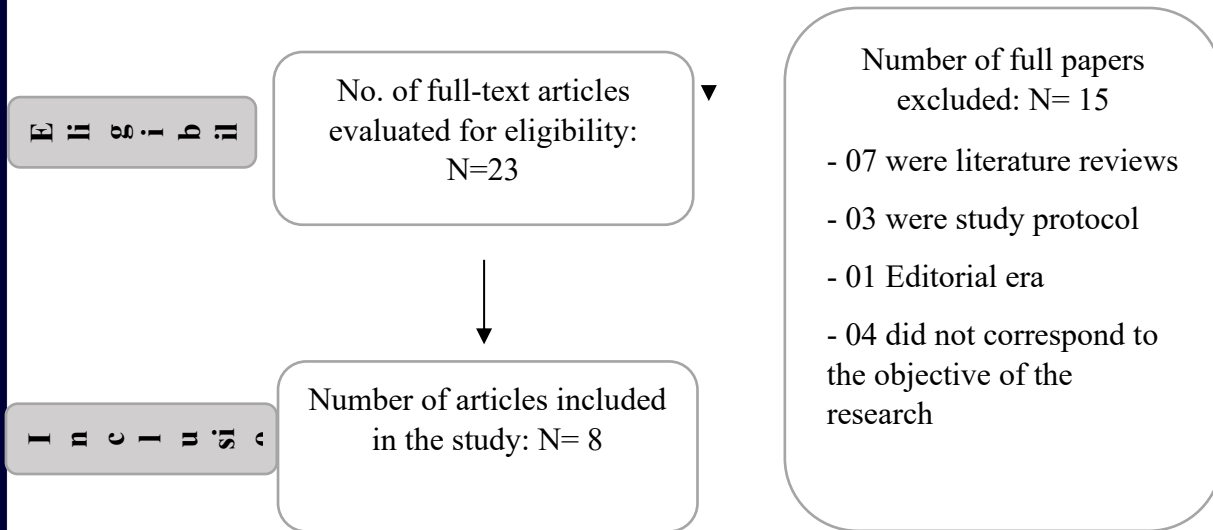 Eligibil
No. of full-text articles
evaluated for eligibility:
N=23
Number of full papers
excluded: N= 15
- 07 were literature reviews
- 03 were study protocol
- 01 Editorial era
- 04 did not correspond to
the objective of the
research
Inclusi
Number of articles included
in the study: N= 8